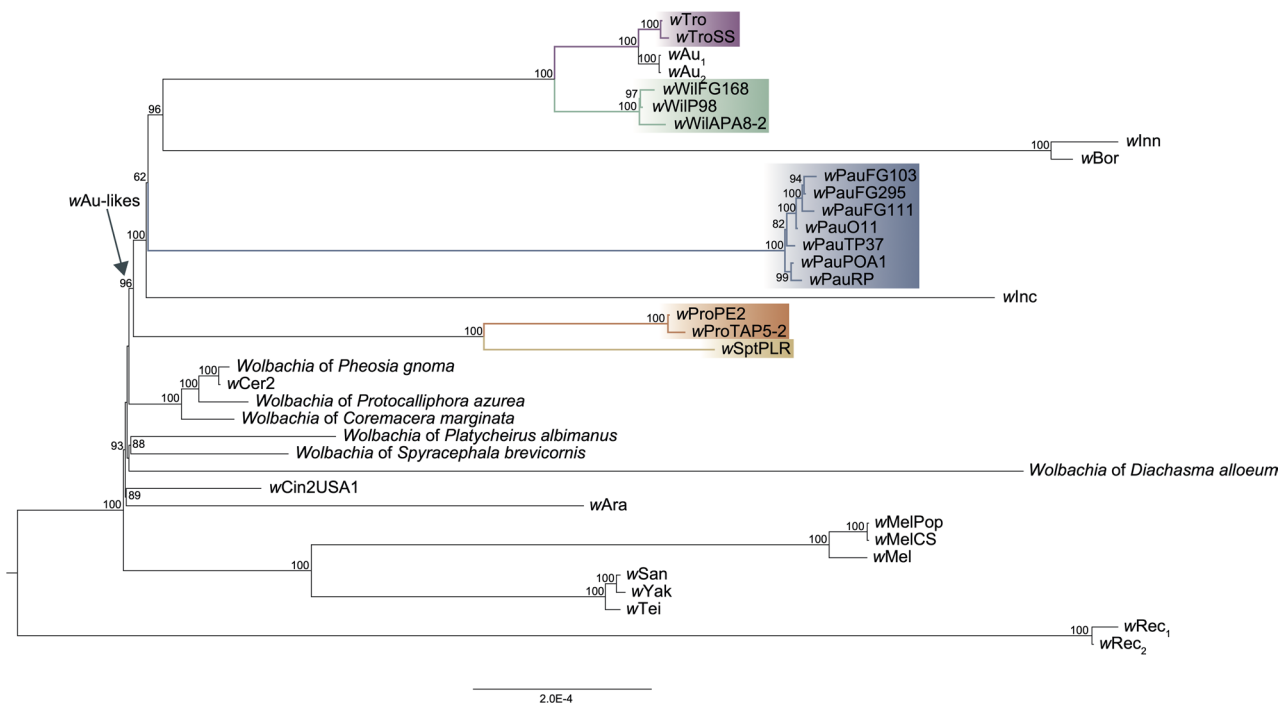 100 wTro
wTroSS
100
wAu1
100
wAu2
100
97 wWilFG168
100 wWilP98
wWilAPA8-2
96
100 wInn
wBor
94 wPauFG103
62
100 wPauFG295
wAu-likes
100 wPauFG111
82 wPauO11
100
100 wPauTP37
wPauPOA1
99 wPauRP
96
wInc
100 wProPE2
100 wProTAP5-2
wSptPLR
100 Wolbachia of Pheosia gnoma
100 wCer2
100 Wolbachia of Protocalliphora azurea
Wolbachia of Coremacera marginata
93 88 Wolbachia of Platycheirus albimanus
Wolbachia of Spyracephala brevicornis
Wolbachia of Diachasma alloeum
wCin2USA1
89
100 wAra
100 wMelPop
100 wMelCS
wMel
100
100 wSan
100 wYak
wTei
100 wRec1
wRec2
2.0E-4